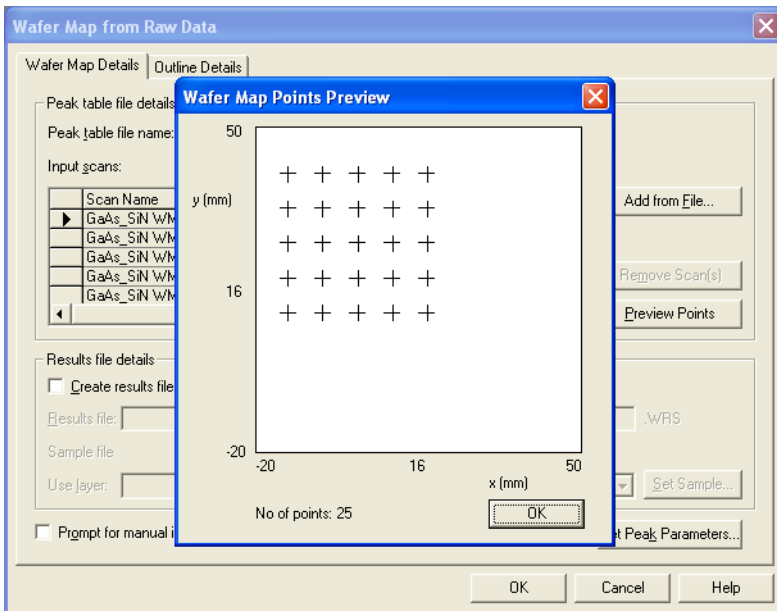 Wafer Map from Raw Data
Wafer Map Details
Outline Details
Peak table file details
Peak table file name:
Input scans:
Scan Name
GaAs_SiN WM
GaAs_SiN WM
GaAs_SiN WM
GaAs_SiN WM
GaAs_SiN WM
Add from File...
Remove Scan(s)
Preview Points
Results file details
Create results file
Results file:
.WRS
Sample file
Use layer:
Set Sample...
Prompt for manual i
t Peak Parameters...
OK
Cancel
Help
Wafer Map Points Preview
50
y (mm)
16
-20
-20
16
50
x (mm)
No of points: 25
OK